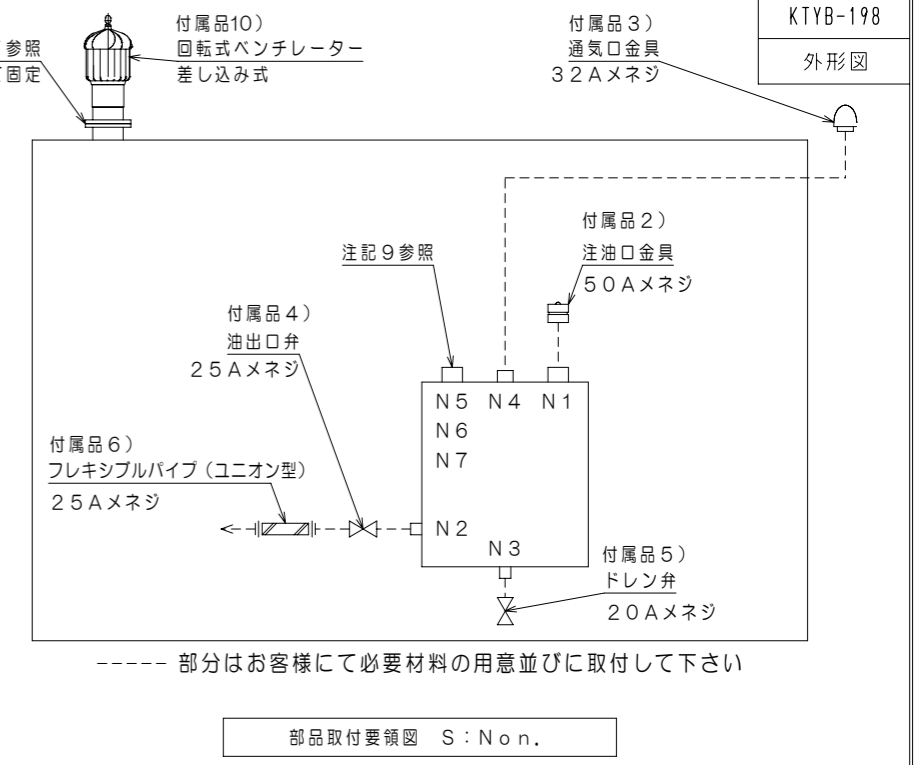 KTYB-198
外形図
参照
固定
付属品10)
回転式ベンチレーター
差し込み式
付属品3)
通気口金具
32Aメネジ
付属品2)
注油口金具
50Aメネジ
注記9参照
付属品4)
油出口弁
25Aメネジ
付属品6)
フレキシブルパイプ(ユニオン型)
25Aメネジ
N5 N4 N1
N6
N7
N2
N3
付属品5)
ドレン弁
20Aメネジ
----- 部分はお客様にて必要材料の用意並びに取付して下さい
部品取付要領図 S:Non.